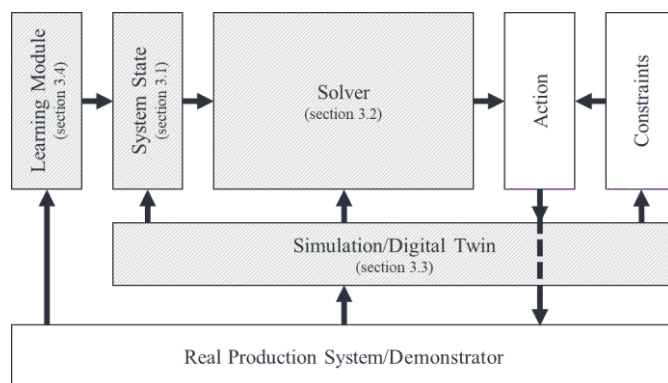 Learning Module
(section 3.4)
System State
(section 3.1)
Solver
(section 3.2)
Action
Constraints
Simulation/Digital Twin
(section 3.3)
Real Production System/Demonstrator